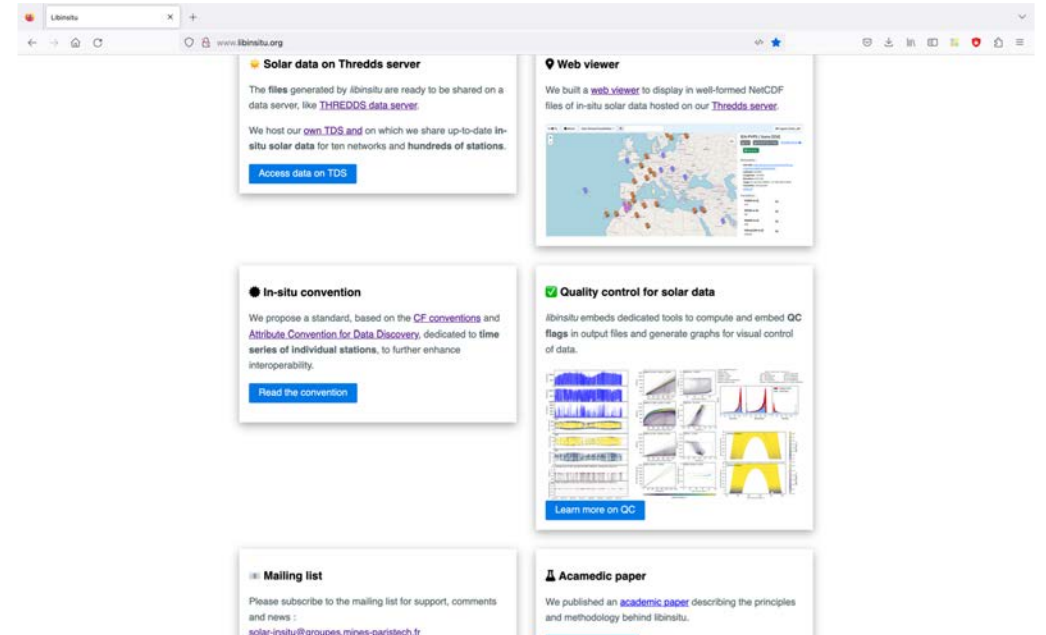 Libinsitu
www.libinsitu.org
Solar data on Thredds server
The files generated by libinsitu are ready to be shared on a
data server, like THREDDS data server.
We host our own TDS and on which we share up-to-date in-
situ solar data for ten networks and hundreds of stations.
Access data on TDS
Web viewer
We built a web viewer to display in well-formed NetCDF
files of in-situ solar data hosted on our Thredds server.
In-situ convention
We propose a standard, based on the CF conventions and
Attribute Convention for Data Discovery, dedicated to time
series of individual stations, to further enhance
interoperability.
Read the convention
Quality control for solar data
libinsitu embeds dedicated tools to compute and embed QC
flags in output files and generate graphs for visual control
of data.
Learn more on QC
Mailing list
Please subscribe to the mailing list for support, comments
and news :
solar-insitu@groupes.mines-paristech.fr
Acamedic paper
We published an academic paper describing the principles
and methodology behind libinsitu.